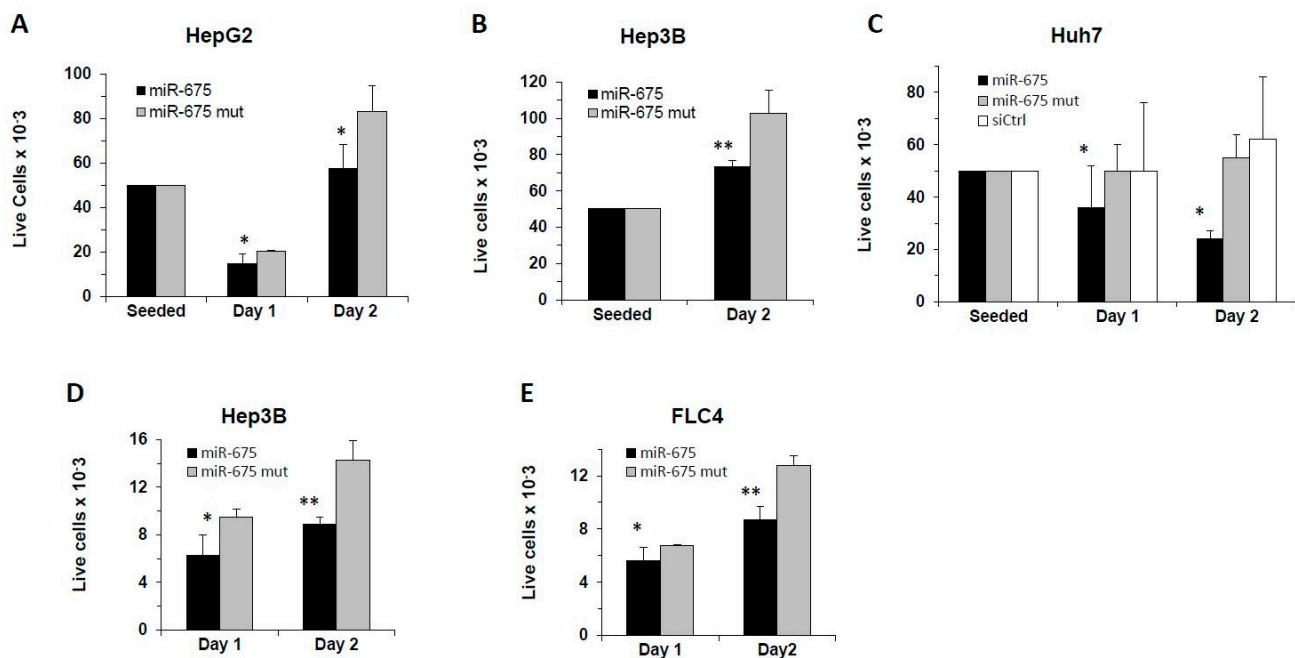 A
HepG2
Live Cells x 10-3
100
80
60
40
20
0
miR-675
miR-675 mut
*
*
Seeded Day 1 Day 2
B
Hep3B
Live cells x 10-3
120
100
80
60
40
20
0
miR-675
miR-675 mut
**
Seeded Day 2
C
Huh7
Live cells x 10-3
80
60
40
20
0
miR-675
miR-675 mut
siCtrl
*
*
Seeded Day 1 Day 2
D
Hep3B
Live cells x 10-3
16
12
8
4
0
miR-675
miR-675 mut
*
**
Day 1 Day 2
E
FLC4
Live cells x 10-3
12
8
4
0
miR-675
miR-675 mut
*
**
Day 1 Day2